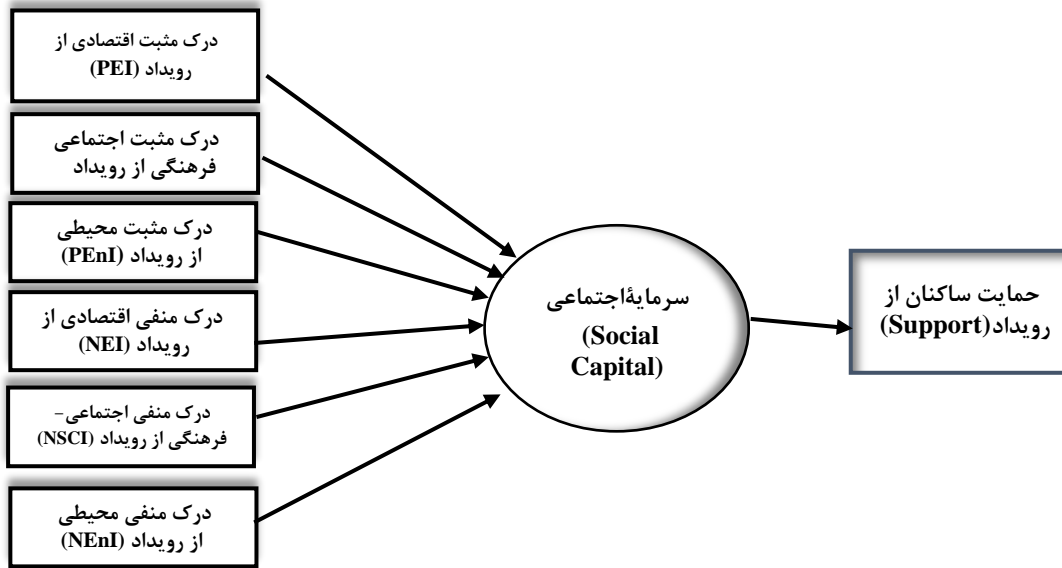 درک مثبت اقتصادی از
رویداد (PEI)
درک مثبت اجتماعی
فرهنگی از رویداد
درک مثبت محیطی
از رویداد (PEnI)
درک منفی اقتصادی از
رویداد (NEI)
درک منفی اجتماعی-
فرهنگی از رویداد (NSCI)
درک منفی محیطی
از رویداد (NEnI)
سرمایۀاجتماعی
(Social
Capital)
حمایت ساکنان از
رویداد(Support)